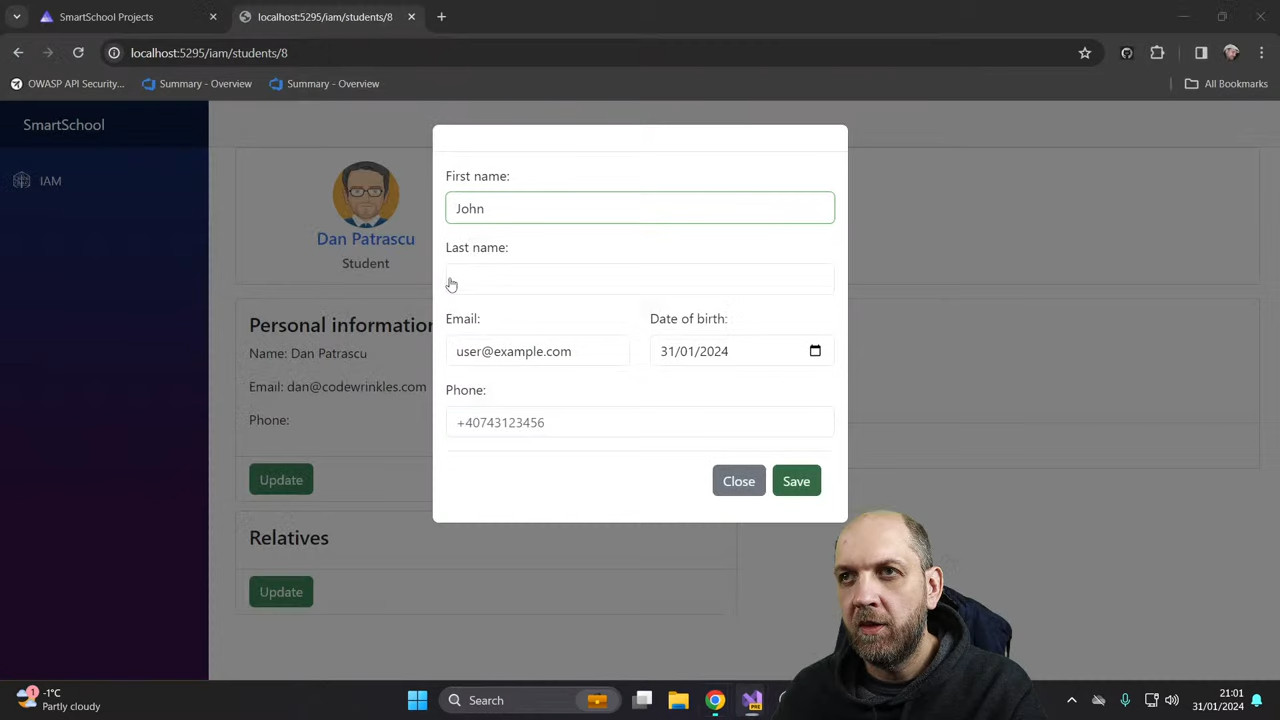 SmartSchool Projects
localhost:5295/iam/students/8
localhost:5295/iam/students/8
OWASP API Security...
Summary - Overview
Summary - Overview
All Bookmarks
SmartSchool
IAM
Dan Patrascu
Student
Personal information
Name: Dan Patrascu
Email: dan@codewrinkles.com
Phone:
Update
Relatives
Update
First name:
John
Last name:
Email:
Date of birth:
user@example.com
31/01/2024
Phone:
+40743123456
Close
Save
1
-1°C
Partly cloudy
Search
PRE
21:01
31/01/2024